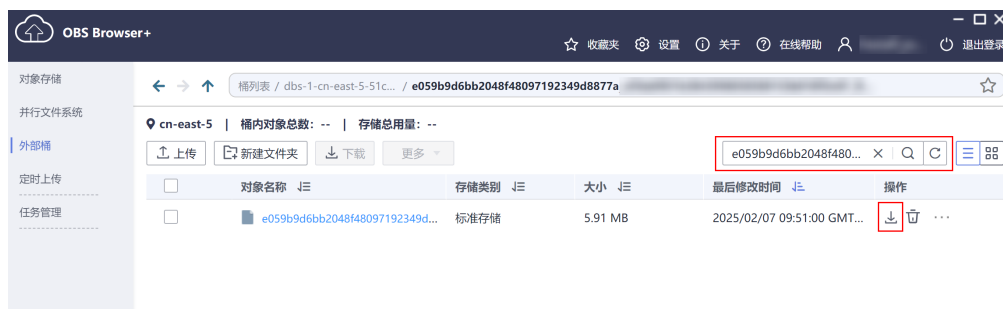 OBS Browser+
收藏夹 设置 关于 在线帮助 退出登录
对象存储
并行文件系统
外部桶
定时上传
任务管理
桶列表 / dbs-1-cn-east-5-51c... / e059b9d6bb2048f48097192349d8877a
cn-east-5 | 桶内对象总数: -- | 存储总用量: --
上传 新建文件夹 下载 更多 e059b9d6bb2048f480...
对象名称 存储类别 大小 最后修改时间 操作
e059b9d6bb2048f48097192349d... 标准存储 5.91 MB 2025/02/07 09:51:00 GMT... ...